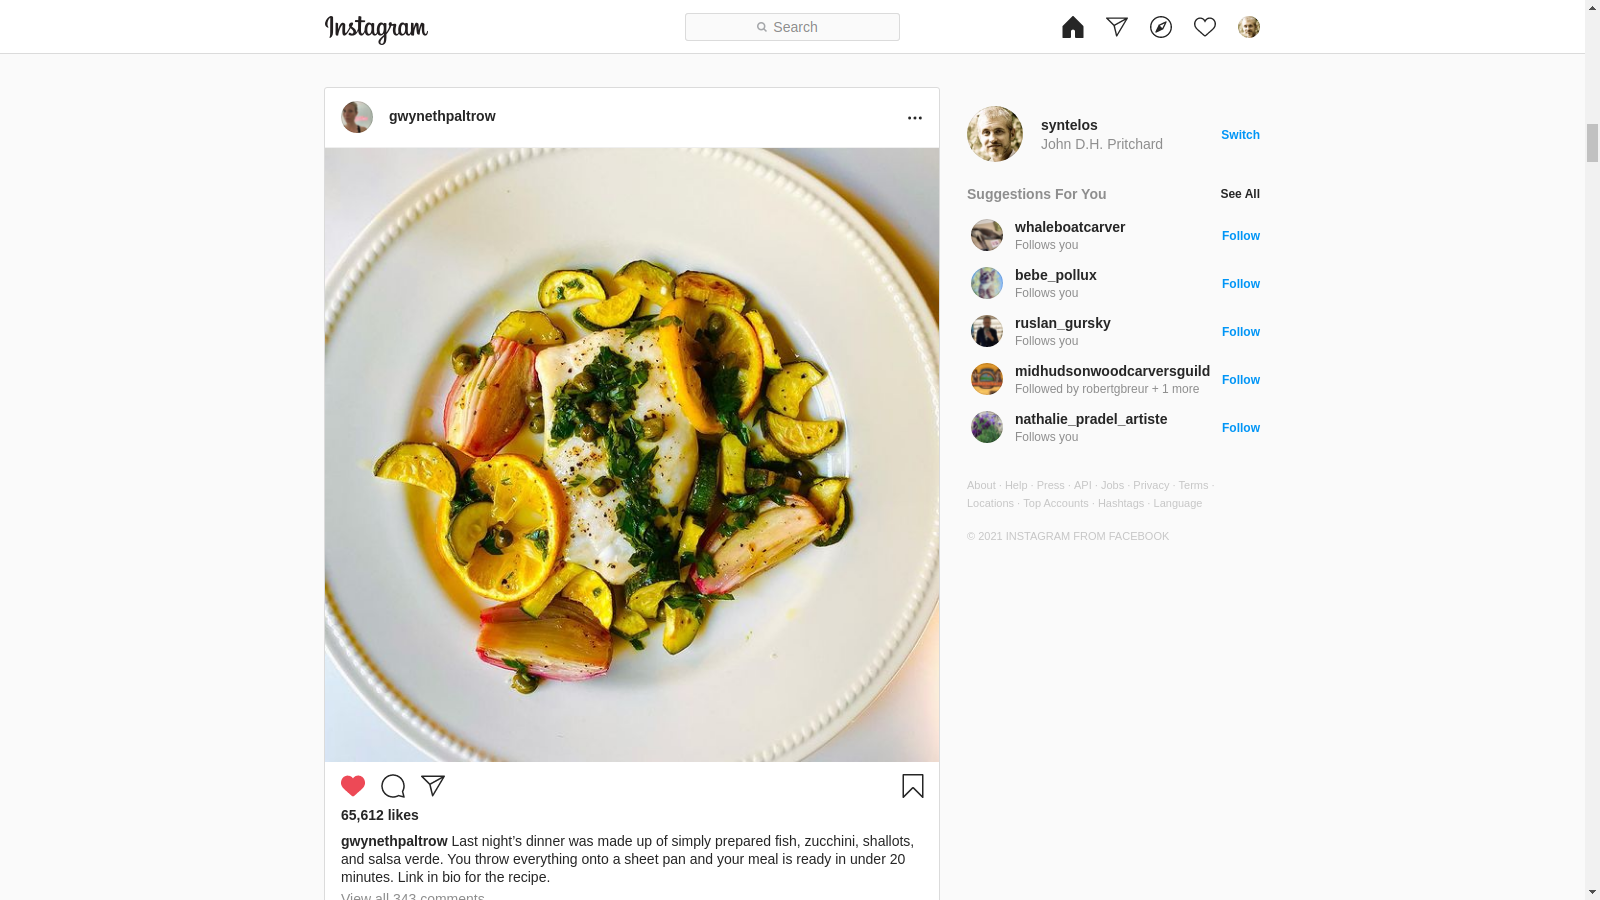 Instagram
Search
gwynethpaltrow
syntelos
John D.H. Pritchard
Switch
Suggestions For You
See All
whaleboatcarver
Follows you
Follow
bebe_pollux
Follows you
Follow
ruslan_gursky
Follows you
Follow
midhudsonwoodcarversguild
Followed by robertgbreur + 1 more
Follow
nathalie_pradel_artiste
Follows you
Follow
About · Help · Press · API · Jobs · Privacy · Terms ·
Locations · Top Accounts · Hashtags · Language
© 2021 INSTAGRAM FROM FACEBOOK
65,612 likes
gwynethpaltrow Last night’s dinner was made up of simply prepared fish, zucchini, shallots,
and salsa verde. You throw everything onto a sheet pan and your meal is ready in under 20
minutes. Link in bio for the recipe.
View all 343 comments